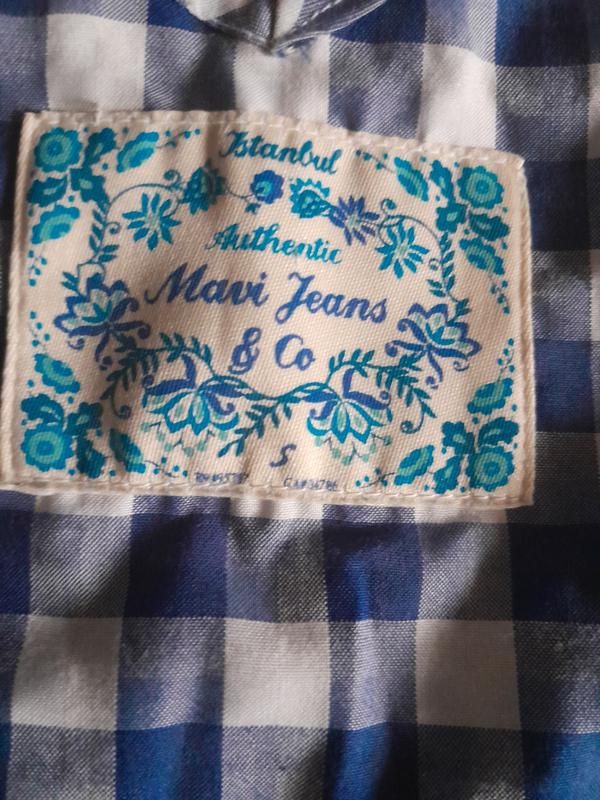 Istanbul
Authentic
Mavi Jeans
& Co
S